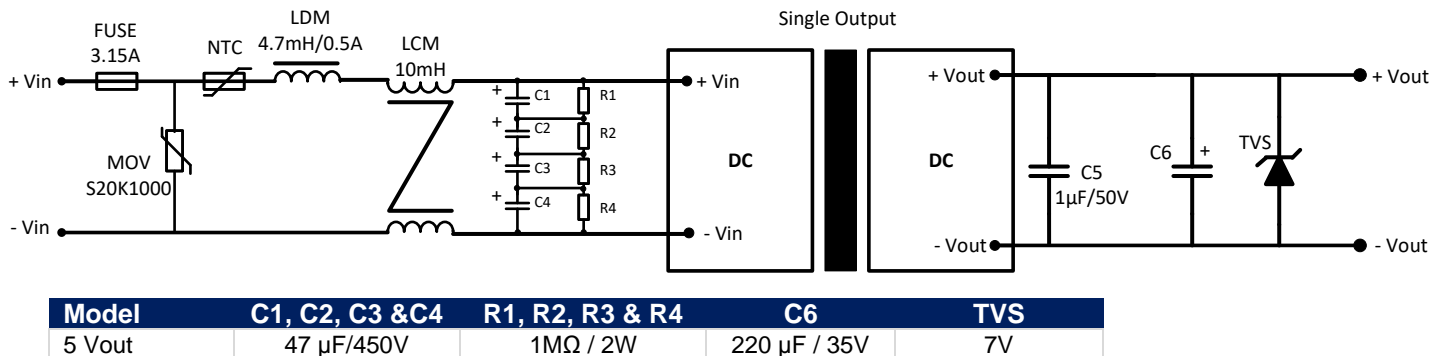 Single Output
FUSE
3.15A
NTC
LDM
4.7mH/0.5A
LCM
10mH
+ Vin
MOV
S20K1000
- Vin
+
C1
R1
+
C2
R2
+
C3
R3
+
C4
R4
+ Vin
DC
- Vin
+ Vout
DC
- Vout
C5
1µF/50V
C6
+
TVS
+ Vout
- Vout
Model C1, C2, C3 &C4 R1, R2, R3 & R4 C6 TVS
5 Vout 47 µF/450V 1MΩ / 2W 220 µF / 35V 7V